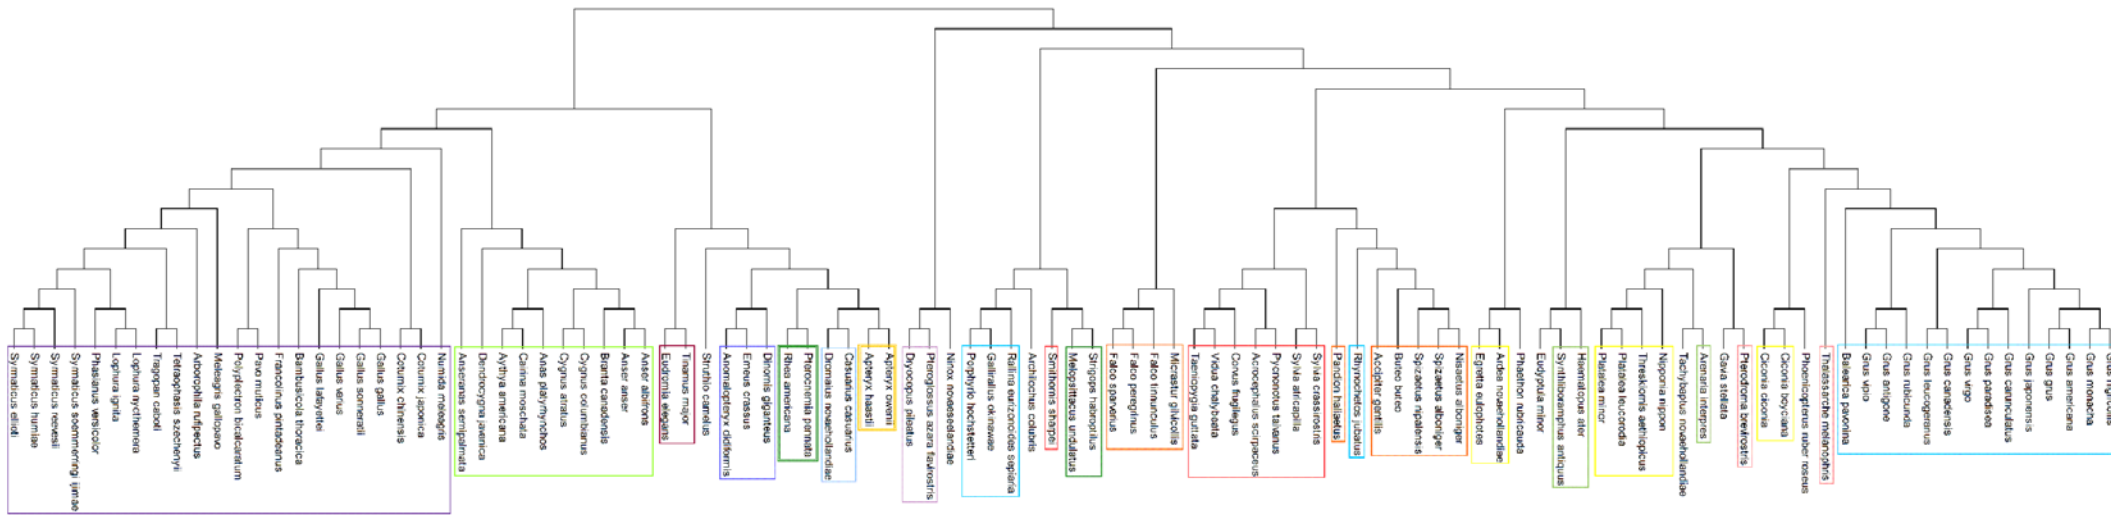 Syrmaticus ellioti
Syrmaticus humiae
Syrmaticus reevesii
Syrmaticus soemmerringi ijimae
Phasianus versicolor
Lophura ignita
Lophura nycthemera
Tragopan caboti
Tetraophasis szechenyii
Arborophila rufipectus
Meleagris gallopavo
Polyplectron bicalcaratum
Pavo muticus
Francolinus pintadeanus
Bambusicola thoracica
Gallus lafayettei
Gallus varius
Gallus sonneratii
Gallus gallus
Coturnix chinensis
Coturnix japonica
Numida meleagris
Anseranas semipalmata
Dendrocygna javanica
Aythya americana
Cairina moschata
Anas platyrhynchos
Cygnus atratus
Cygnus columbianus
Branta canadensis
Anser anser
Anser albifrons
Eudromia elegans
Tinamus major
Struthio camelus
Anomalopteryx didiformis
Emeus crassus
Dinornis giganteus
Rhea americana
Pterocnemia pennata
Dromaius novaehollandiae
Casuarius casuarius
Apteryx haastii
Apteryx owenii
Dryocopus pileatus
Pteroglossus azara flavirostris
Ninox novaeseelandiae
Porphyrio hochstetteri
Gallirallus okinawae
Rallina eurizonoides sepiaria
Archilochus colubris
Smithornis sharpei
Melopsittacus undulatus
Strigops habroptilus
Falco sparverius
Falco peregrinus
Falco tinnunculus
Micrastur gilvicollis
Taeniopygia guttata
Vidua chalybeata
Corvus frugilegus
Acrocephalus scirpaceus
Pycnonotus taivanus
Sylvia atricapilla
Sylvia crassirostris
Pandion haliaetus
Rhynochetos jubatus
Accipiter gentilis
Buteo buteo
Spizaetus nipalensis
Spizaetus alboniger
Nisaetus alboniger
Egretta eulophotes
Ardea novaehollandiae
Phaethon rubricauda
Eudyptula minor
Synthliboramphus antiquus
Haematopus ater
Platalea minor
Platalea leucorodia
Threskiornis aethiopicus
Nipponia nippon
Tachybaptus novaehollandiae
Arenaria interpres
Gavia stellata
Pterodroma brevirostris
Ciconia ciconia
Ciconia boyciana
Phoenicopterus ruber roseus
Thalassarche melanophris
Balearica pavonina
Grus vipio
Grus antigone
Grus rubicunda
Grus leucogeranus
Grus canadensis
Grus virgo
Grus paradisea
Grus carunculatus
Grus japonensis
Grus grus
Grus americana
Grus monacha
Grus nigricollis